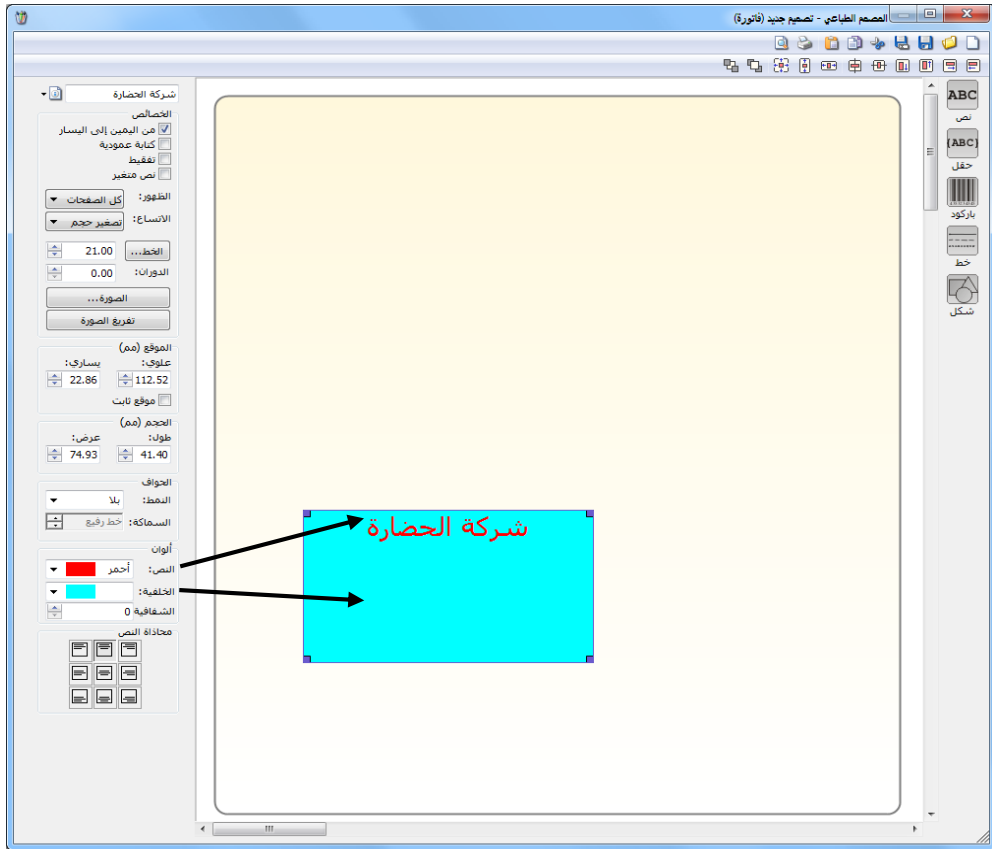 المصمم الطباعي - تصميم جديد (فاتورة)
ABC
نص
{ABC}
حقل
باركود
خط
شكل
شركة الحضارة
الخصائص
من اليمين إلى اليسار
كتابة عمودية
تفقيط
نص متغير
الظهور: كل الصفحات
الاتساع: تصغير حجم
الخط... 21.00
الدوران: 0.00
الصورة...
تفريغ الصورة
الموقع (مم)
علوي: يساري:
112.52 22.86
موقع ثابت
الحجم (مم)
طول: عرض:
41.40 74.93
الحواف
النمط: بلا
السماكة: خط رفيع
ألوان
النص: أحمر
الخلفية:
الشفافية 0
محاذاة النص
شركة الحضارة